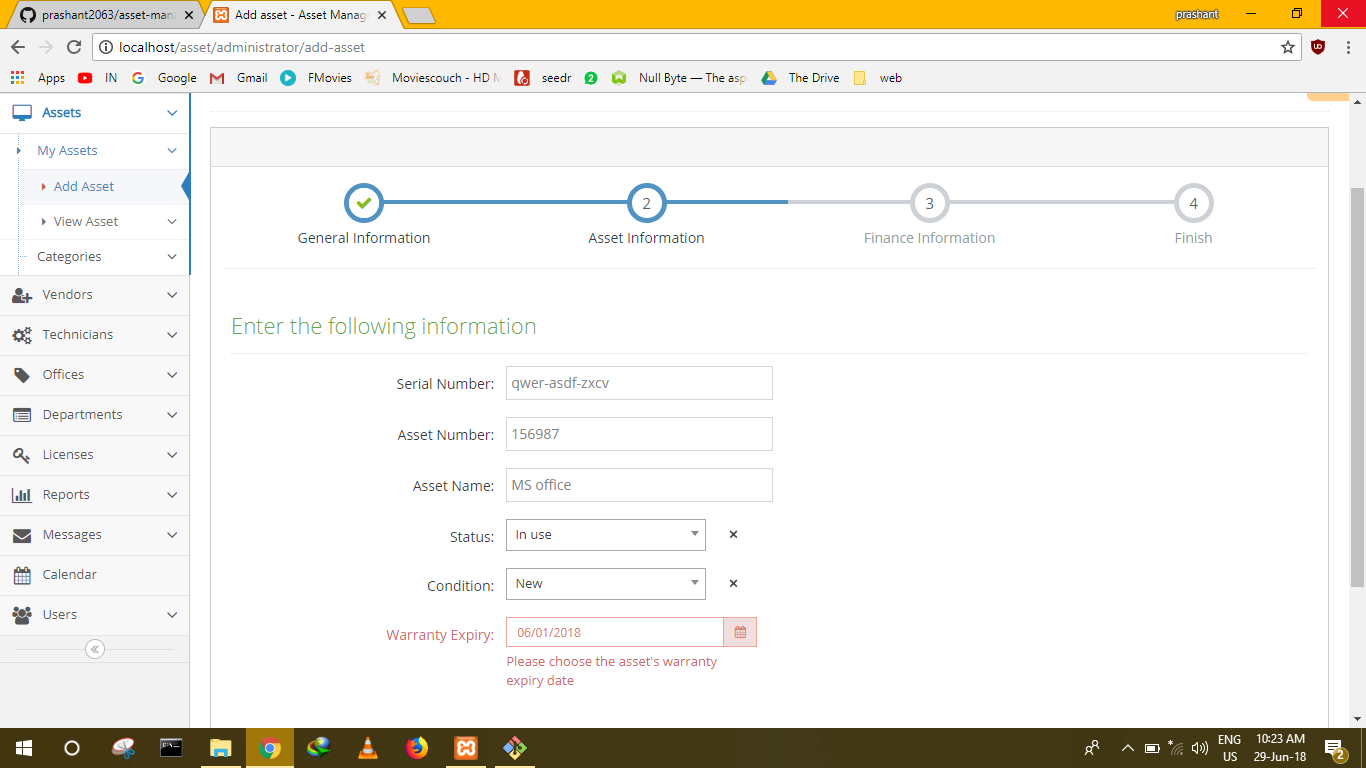 prashant2063/asset-mana
Add asset - Asset Manag
prashant
localhost/asset/administrator/add-asset
Apps
IN
Google
Gmail
FMovies
Moviescouch - HD M
seedr
2
Null Byte — The asp
The Drive
web
Assets
My Assets
Add Asset
View Asset
Categories
Vendors
Technicians
Offices
Departments
Licenses
Reports
Messages
Calendar
Users
2
3
4
General Information
Asset Information
Finance Information
Finish
Enter the following information
Serial Number: qwer-asdf-zxcv
Asset Number: 156987
Asset Name: MS office
Status: In use
Condition: New
Warranty Expiry: 06/01/2018
Please choose the asset's warranty
expiry date
ENG
US
10:23 AM
29-Jun-18
2